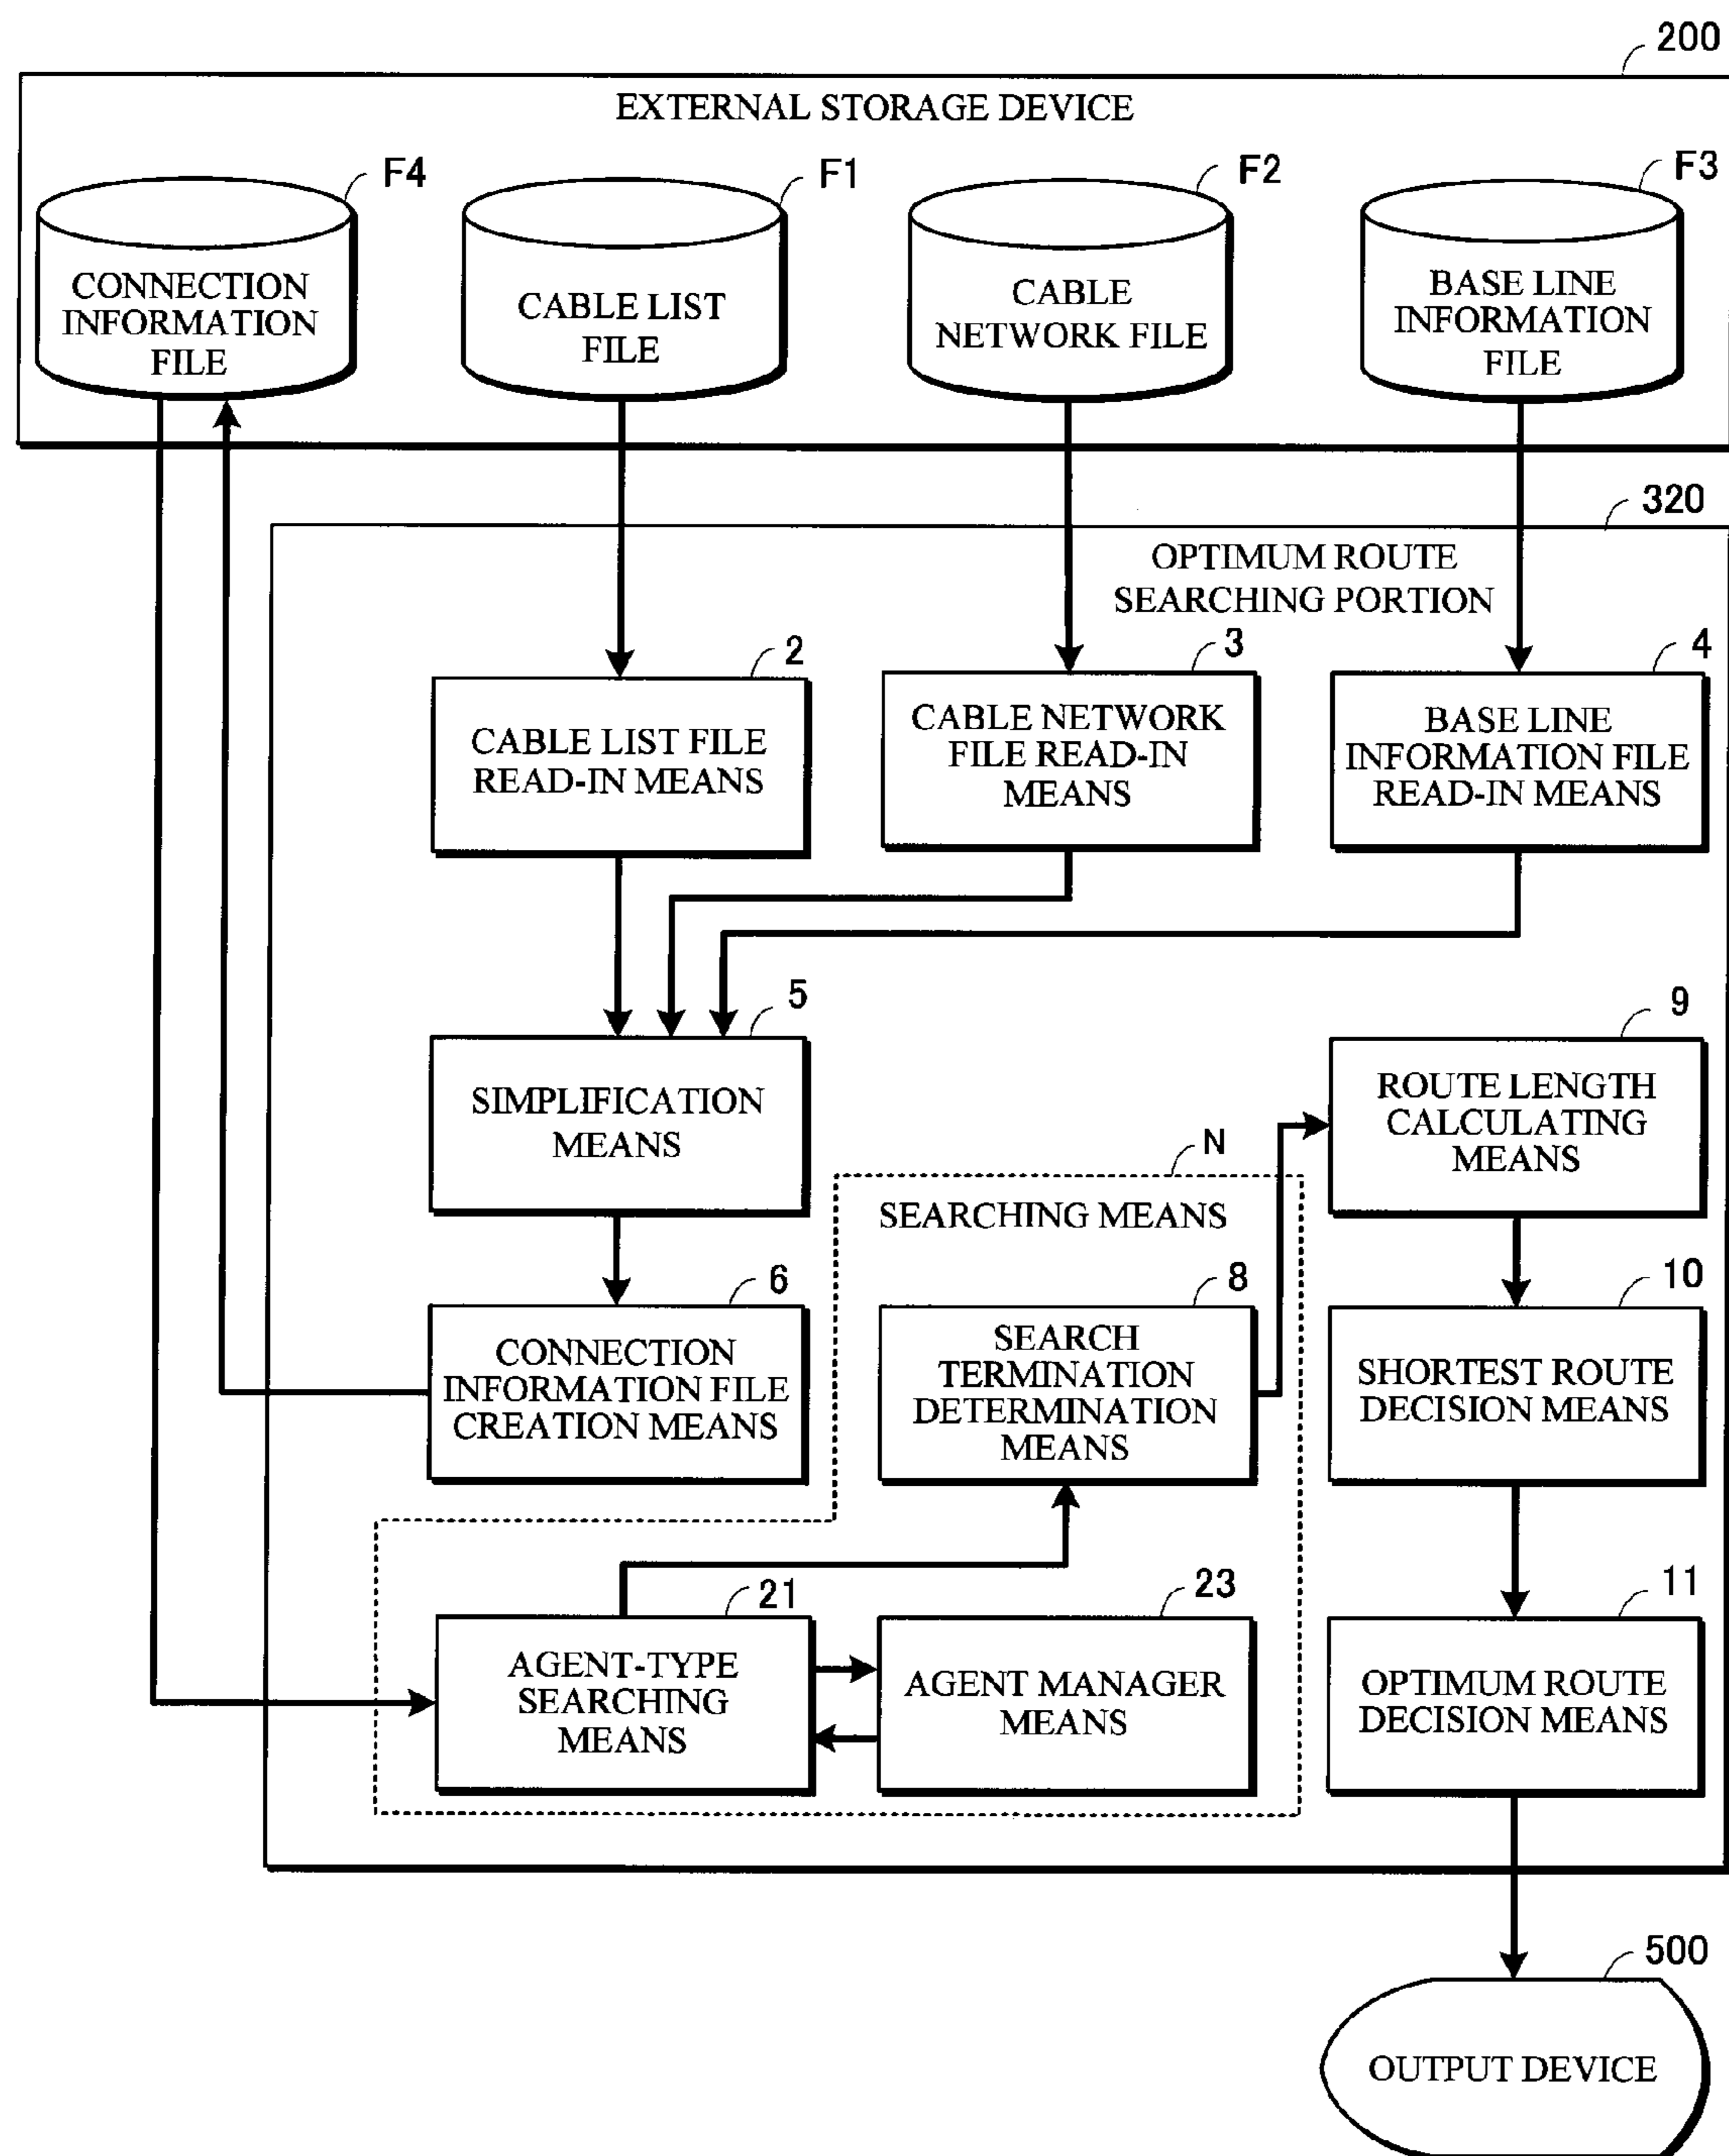 200
EXTERNAL STORAGE DEVICE
F4
F1
F2
F3
CONNECTION
INFORMATION
FILE
CABLE LIST
FILE
CABLE
NETWORK FILE
BASE LINE
INFORMATION
FILE
320
OPTIMUM ROUTE
SEARCHING PORTION
2
3
4
CABLE LIST FILE
READ-IN MEANS
CABLE NETWORK
FILE READ-IN
MEANS
BASE LINE
INFORMATION FILE
READ-IN MEANS
5
9
SIMPLIFICATION
MEANS
ROUTE LENGTH
CALCULATING
MEANS
N
SEARCHING MEANS
6
8
10
CONNECTION
INFORMATION FILE
CREATION MEANS
SEARCH
TERMINATION
DETERMINATION
MEANS
SHORTEST ROUTE
DECISION MEANS
21
23
11
AGENT-TYPE
SEARCHING
MEANS
AGENT MANAGER
MEANS
OPTIMUM ROUTE
DECISION MEANS
500
OUTPUT DEVICE